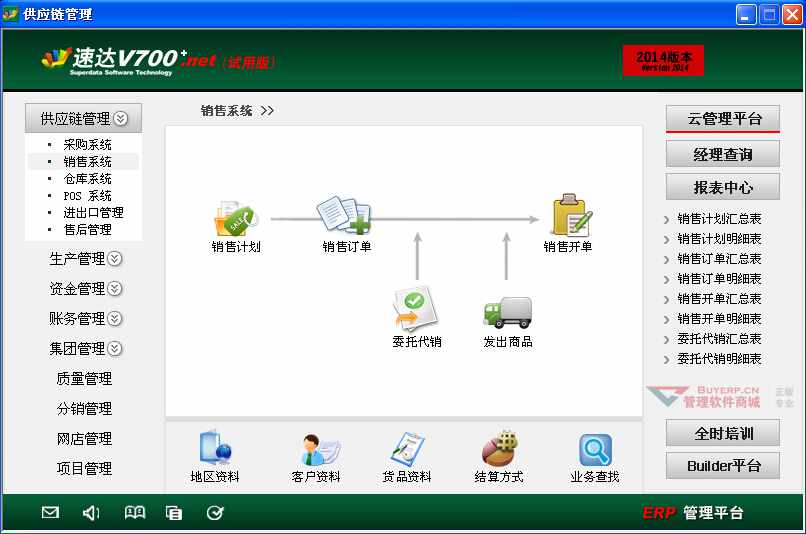 供应链管理
速达V700+.net (试用版)
Superdata Software Technology
2014版本
Version 2014
供应链管理
采购系统
销售系统
仓库系统
POS 系统
进出口管理
售后管理
生产管理
资金管理
账务管理
集团管理
质量管理
分销管理
网店管理
项目管理
销售系统 >>
销售计划
销售订单
销售开单
委托代销
发出商品
地区资料
客户资料
货品资料
结算方式
业务查找
云管理平台
经理查询
报表中心
销售计划汇总表
销售计划明细表
销售订单汇总表
销售订单明细表
销售开单汇总表
销售开单明细表
委托代销汇总表
委托代销明细表
BUYERP.CN
管理软件商城
正版
专业
全时培训
Builder平台
ERP 管理平台